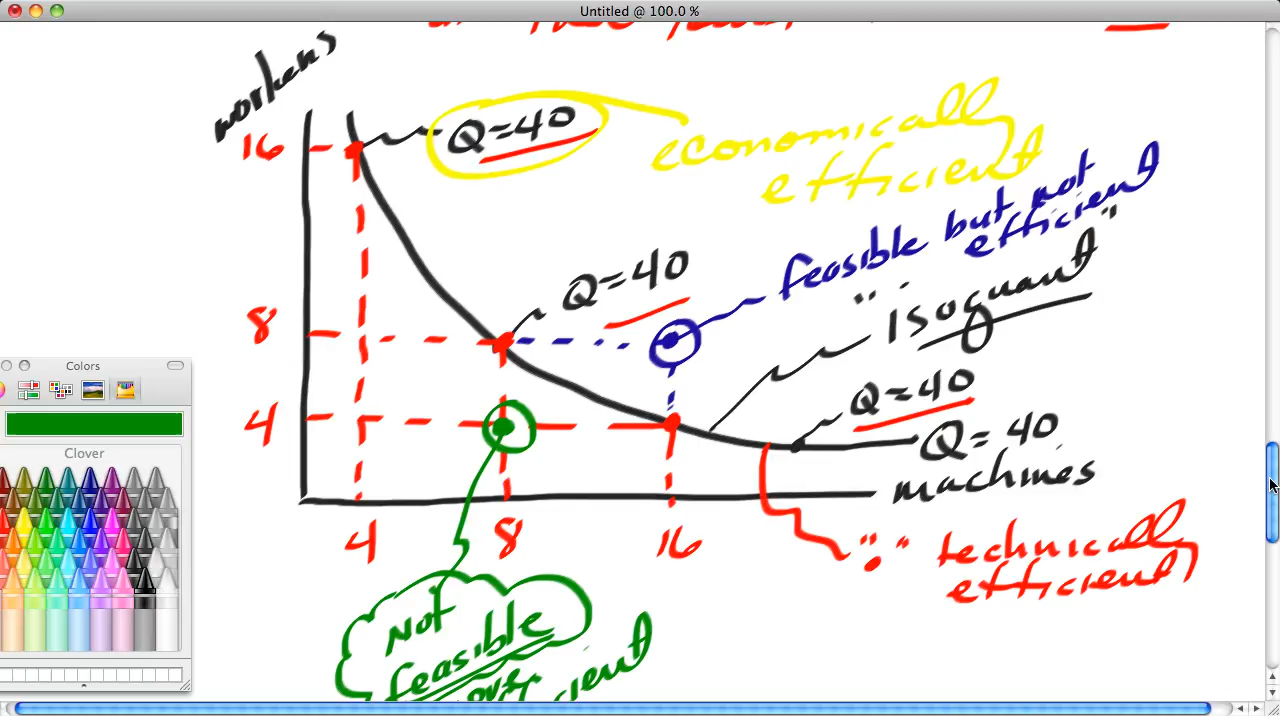 Untitled @ 100.0 %
workers
16
Q=40
economically
efficient
feasible but not
efficient
Q=40
"isoquant"
8
Q=40
4
Q=40
machines
4
8
16
"•" technically
efficient
Colors
Clover
Not
feasible
over